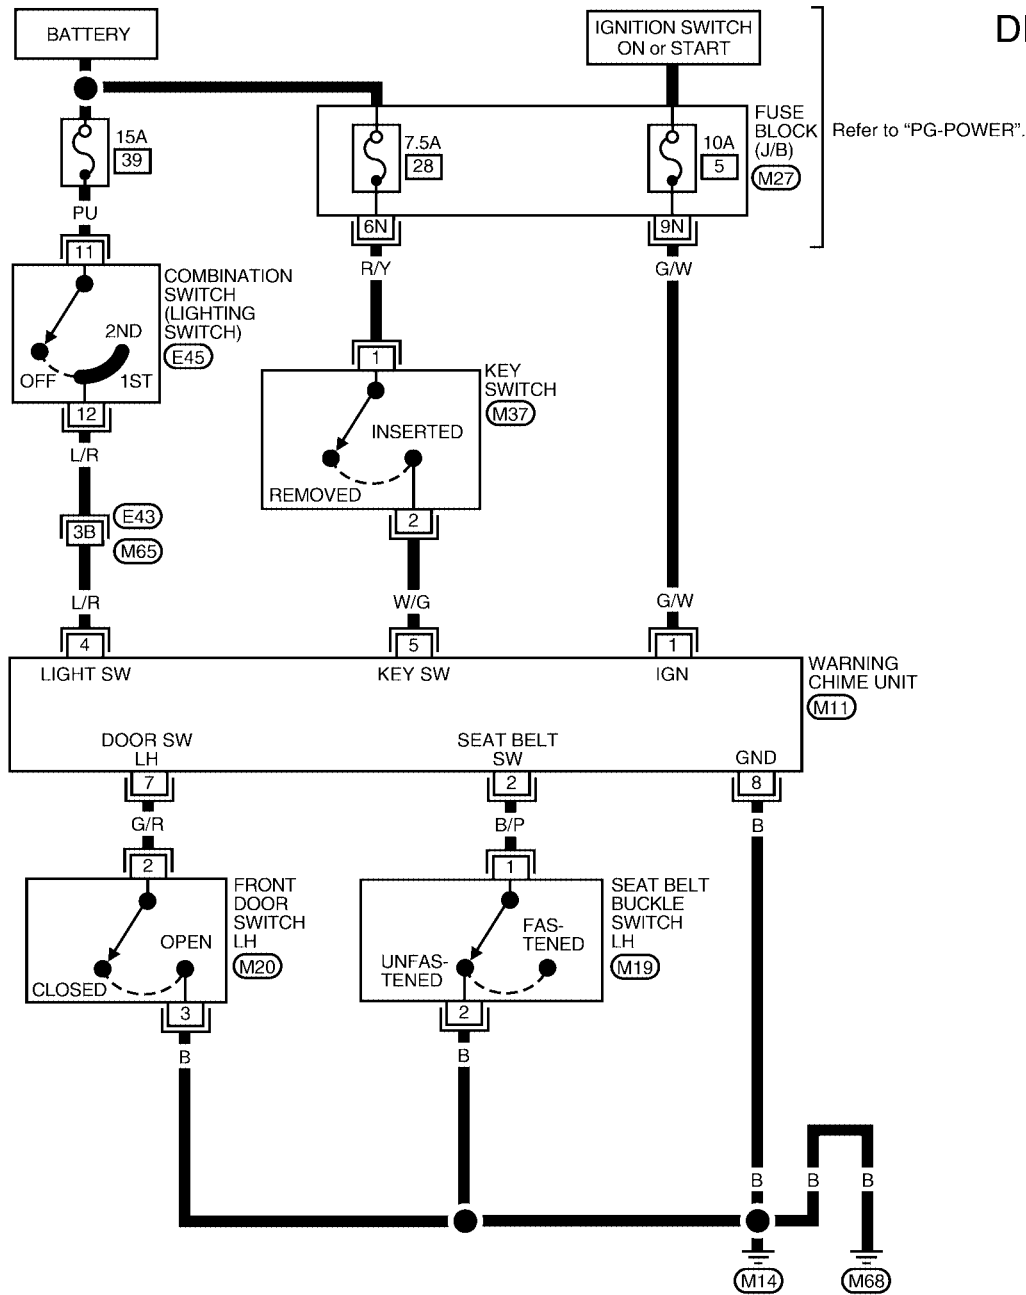 BATTERY
IGNITION SWITCH
ON or START
DI
FUSE
BLOCK
(J/B)
M27
Refer to “PG-POWER”.
15A
39
7.5A
28
10A
5
PU
6N
9N
11
R/Y
G/W
COMBINATION
SWITCH
(LIGHTING
SWITCH)
E45
2ND
OFF
1ST
12
1
KEY
SWITCH
M37
INSERTED
REMOVED
L/R
2
3B
E43
M65
L/R
W/G
G/W
4
5
1
LIGHT SW
KEY SW
IGN
WARNING
CHIME UNIT
M11
DOOR SW
LH
SEAT BELT
SW
GND
7
2
8
G/R
B/P
B
2
1
FRONT
DOOR
SWITCH
LH
M20
OPEN
CLOSED
SEAT BELT
BUCKLE
SWITCH
LH
M19
FAS-
TENED
UNFAS-
TENED
3
2
B
B
B
B
B
M14
M68